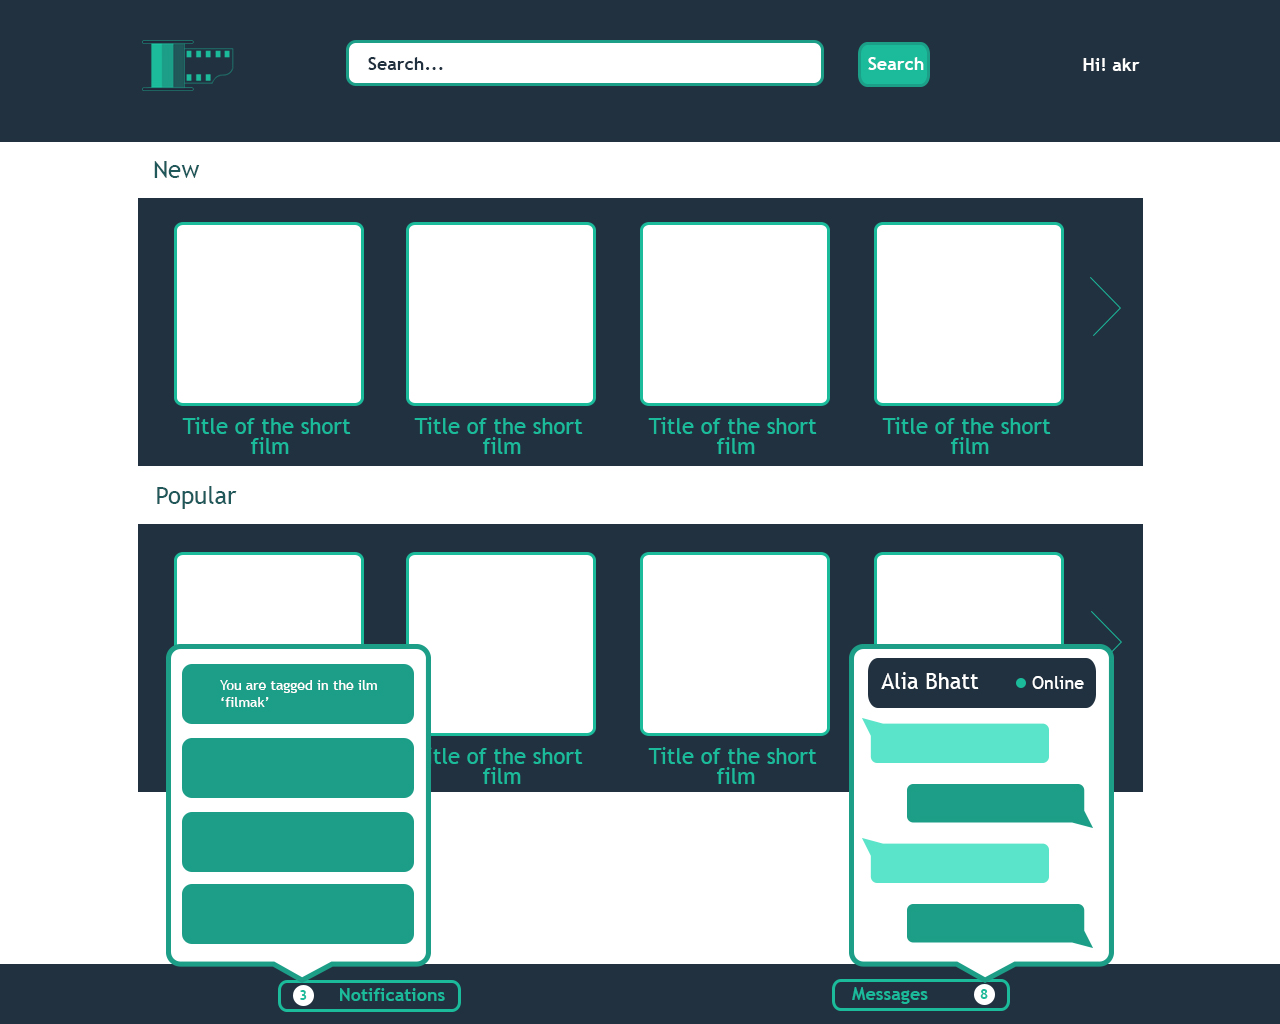 Search...
Search
Hi! akr
New
Title of the short
film
Title of the short
film
Title of the short
film
Title of the short
film
Popular
tle of the short
film
Title of the short
film
You are tagged in the ilm
‘filmak’
Alia Bhatt
Online
3
Notifications
Messages
8